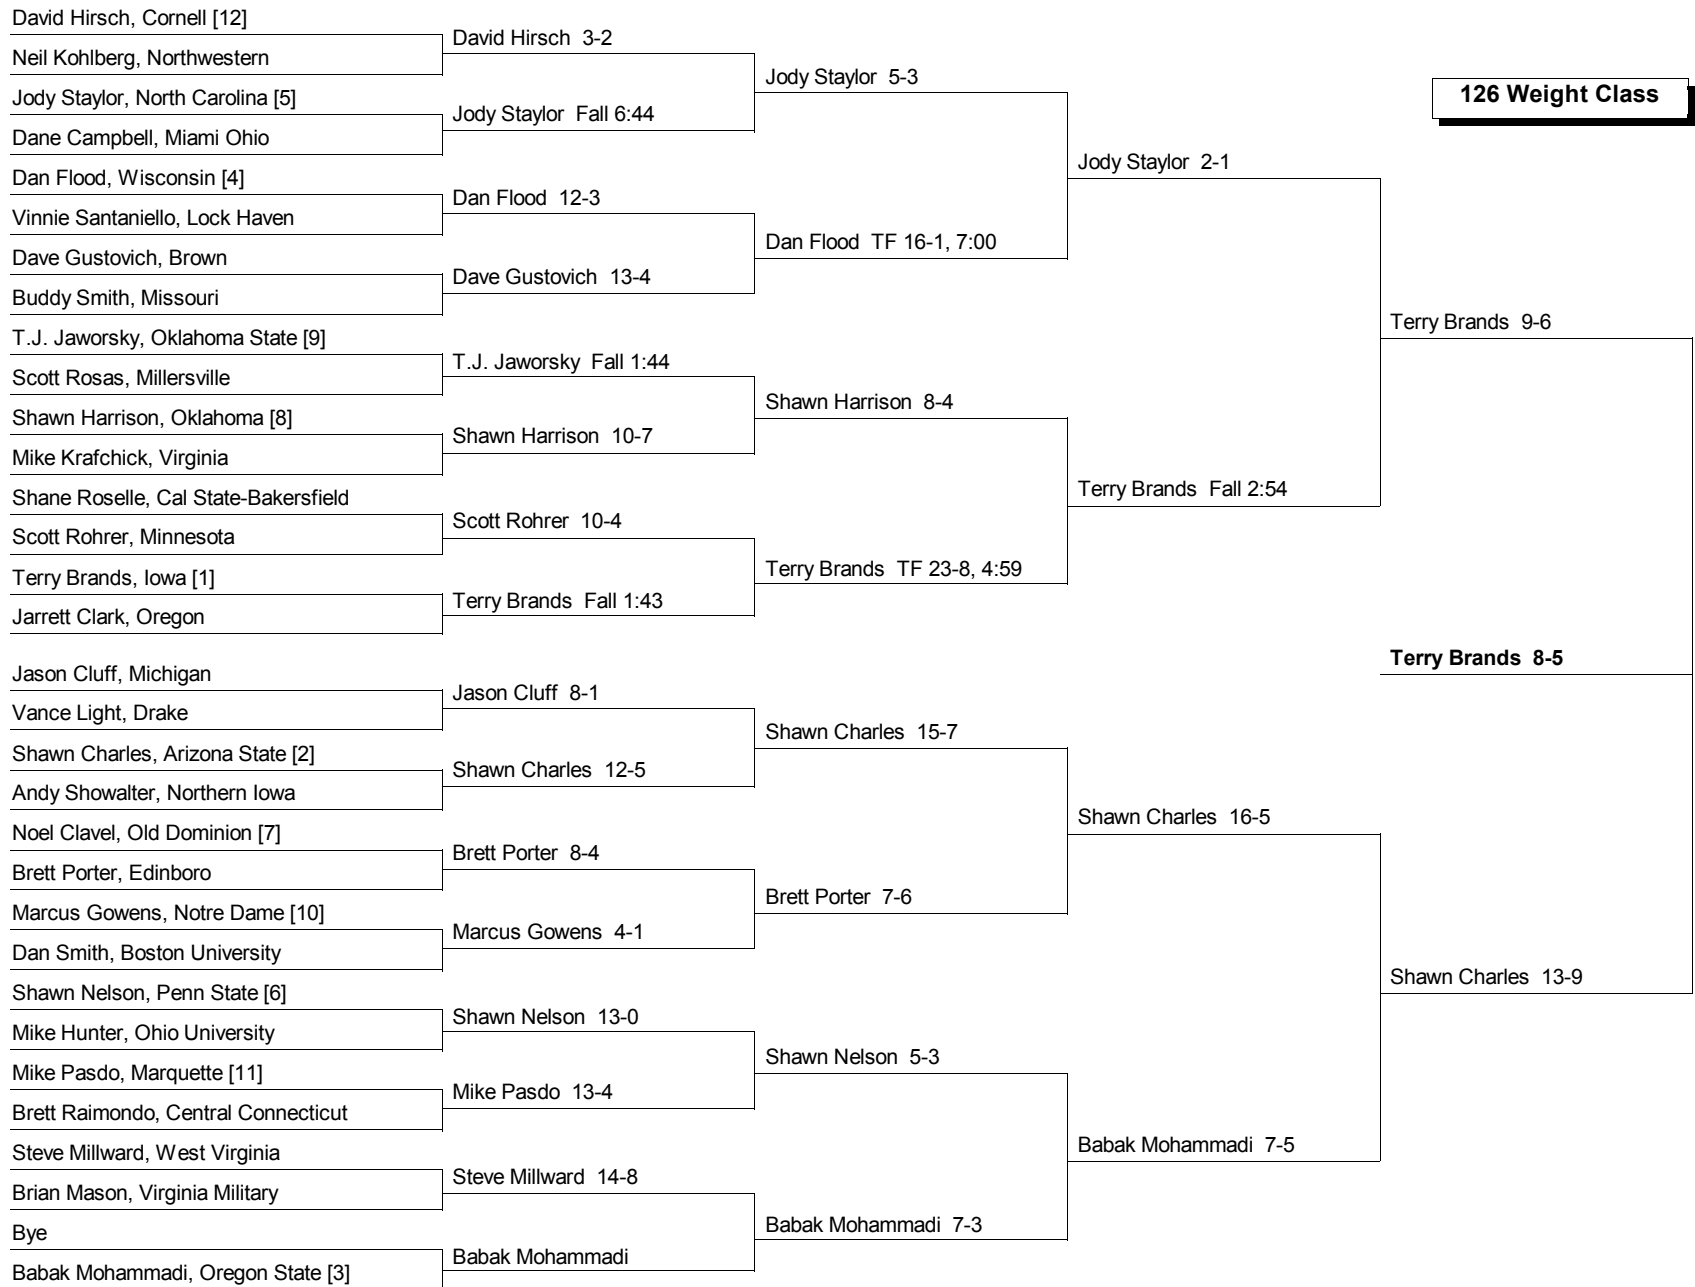 David Hirsch, Cornell [12]
Neil Kohlberg, Northwestern
Jody Staylor, North Carolina [5]
Dane Campbell, Miami Ohio
Dan Flood, Wisconsin [4]
Vinnie Santaniello, Lock Haven
Dave Gustovich, Brown
Buddy Smith, Missouri
T.J. Jaworsky, Oklahoma State [9]
Scott Rosas, Millersville
Shawn Harrison, Oklahoma [8]
Mike Krafchick, Virginia
Shane Roselle, Cal State-Bakersfield
Scott Rohrer, Minnesota
Terry Brands, Iowa [1]
Jarrett Clark, Oregon
Jason Cluff, Michigan
Vance Light, Drake
Shawn Charles, Arizona State [2]
Andy Showalter, Northern Iowa
Noel Clavel, Old Dominion [7]
Brett Porter, Edinboro
Marcus Gowens, Notre Dame [10]
Dan Smith, Boston University
Shawn Nelson, Penn State [6]
Mike Hunter, Ohio University
Mike Pasdo, Marquette [11]
Brett Raimondo, Central Connecticut
Steve Millward, West Virginia
Brian Mason, Virginia Military
Bye
Babak Mohammadi, Oregon State [3]
David Hirsch 3-2
Jody Staylor Fall 6:44
Dan Flood 12-3
Dave Gustovich 13-4
T.J. Jaworsky Fall 1:44
Shawn Harrison 10-7
Scott Rohrer 10-4
Terry Brands Fall 1:43
Jason Cluff 8-1
Shawn Charles 12-5
Brett Porter 8-4
Marcus Gowens 4-1
Shawn Nelson 13-0
Mike Pasdo 13-4
Steve Millward 14-8
Babak Mohammadi
Jody Staylor 5-3
Dan Flood TF 16-1, 7:00
Shawn Harrison 8-4
Terry Brands TF 23-8, 4:59
Shawn Charles 15-7
Brett Porter 7-6
Shawn Nelson 5-3
Babak Mohammadi 7-3
Jody Staylor 2-1
Terry Brands Fall 2:54
Shawn Charles 16-5
Babak Mohammadi 7-5
126 Weight Class
Terry Brands 9-6
Terry Brands 8-5
Shawn Charles 13-9